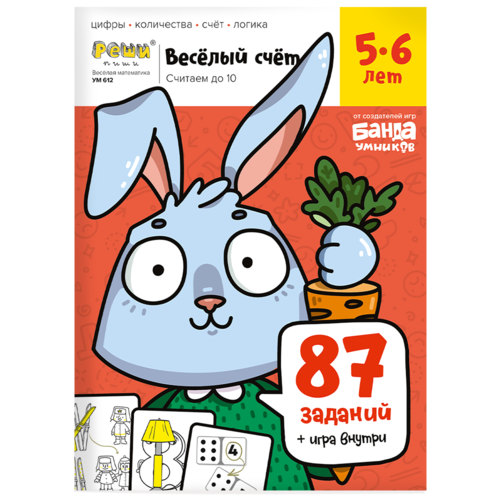 цифры • количества • счёт • логика
Реши®
пиши
Весёлая математика
УМ 612
Весёлый счёт
Считаем до 10
5·6
лет
от создателей игр
БАНДА
УМНИКОВ
87
заданий
+ игра внутри
4